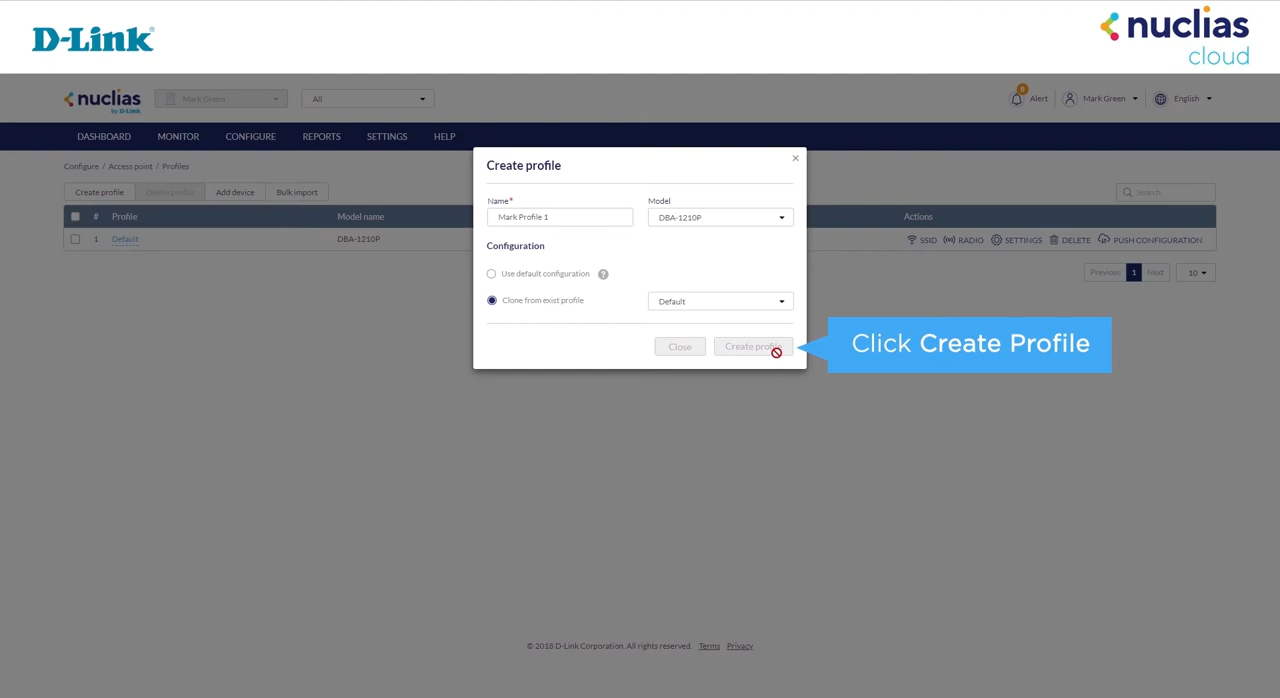 D-Link
nuclias
cloud
nuclias
by D-Link
Mark Green
All
Alert
Mark Green
English
DASHBOARD
MONITOR
CONFIGURE
REPORTS
SETTINGS
HELP
Configure / Access point / Profiles
Create profile
Delete profile
Add device
Bulk import
Search
# Profile Model name Actions
1 Default DBA-1210P SSID RADIO SETTINGS DELETE PUSH CONFIGURATION
Previous 1 Next 10
Create profile
×
Name* Model
Mark Profile 1 DBA-1210P
Configuration
Use default configuration ?
Clone from exist profile Default
Close Create profile
Click Create Profile
© 2018 D-Link Corporation. All rights reserved. Terms Privacy